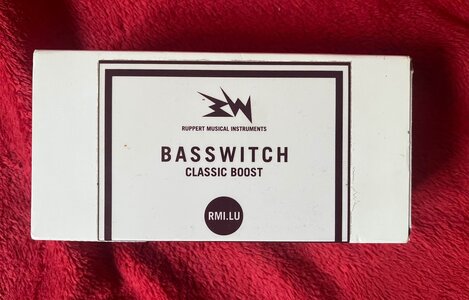 RUPPERT MUSICAL INSTRUMENTS
BASSWITCH
CLASSIC BOOST
RMI.LU